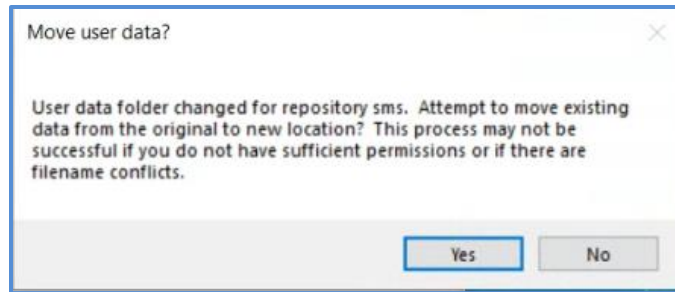 Move user data?
User data folder changed for repository sms. Attempt to move existing
data from the original to new location? This process may not be
successful if you do not have sufficient permissions or if there are
filename conflicts.
Yes
No